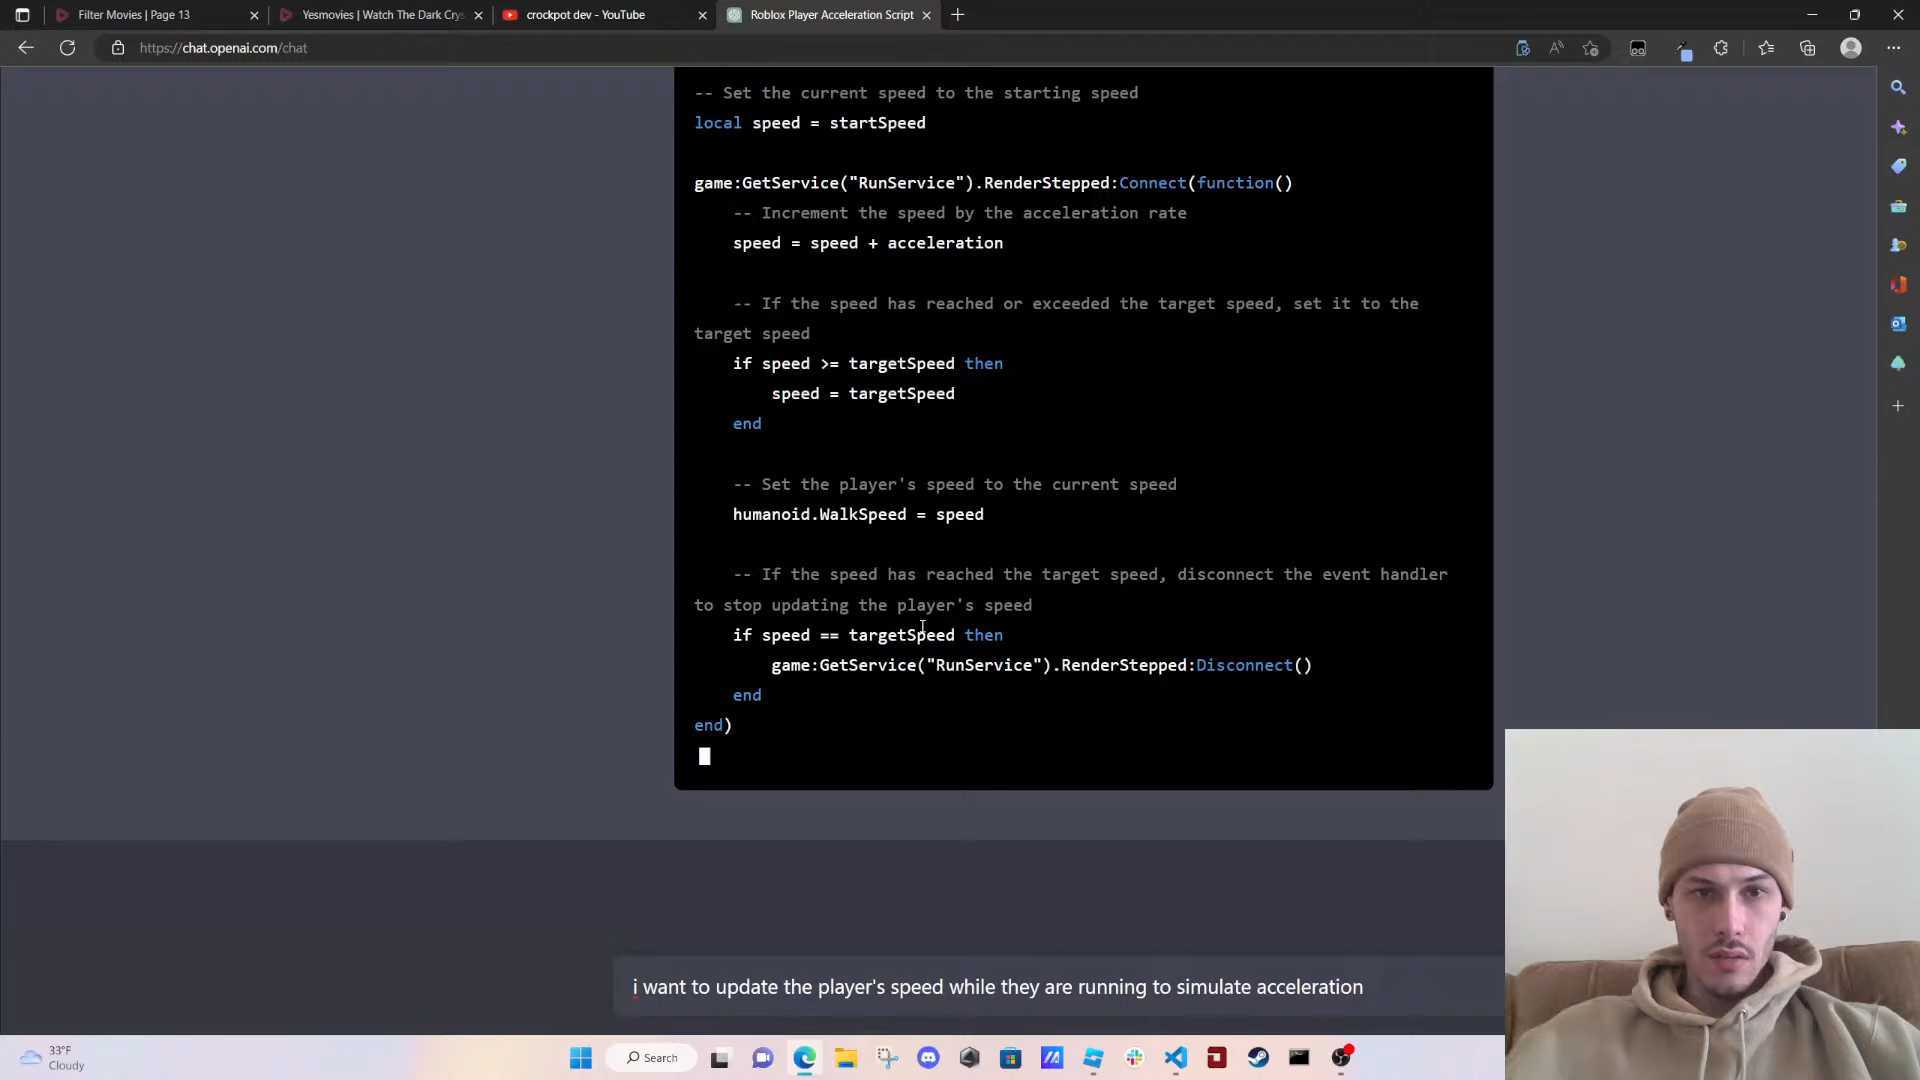 Filter Movies | Page 13
Yesmovies | Watch The Dark Crys
crockpot dev - YouTube
Roblox Player Acceleration Script
https://chat.openai.com/chat
-- Set the current speed to the starting speed
local speed = startSpeed
game:GetService("RunService").RenderStepped:Connect(function()
-- Increment the speed by the acceleration rate
speed = speed + acceleration
-- If the speed has reached or exceeded the target speed, set it to the
target speed
if speed >= targetSpeed then
speed = targetSpeed
end
-- Set the player's speed to the current speed
humanoid.WalkSpeed = speed
-- If the speed has reached the target speed, disconnect the event handler
to stop updating the player's speed
if speed == targetSpeed then
game:GetService("RunService").RenderStepped:Disconnect()
end
end)
i want to update the player's speed while they are running to simulate acceleration
33°F
Cloudy
Search